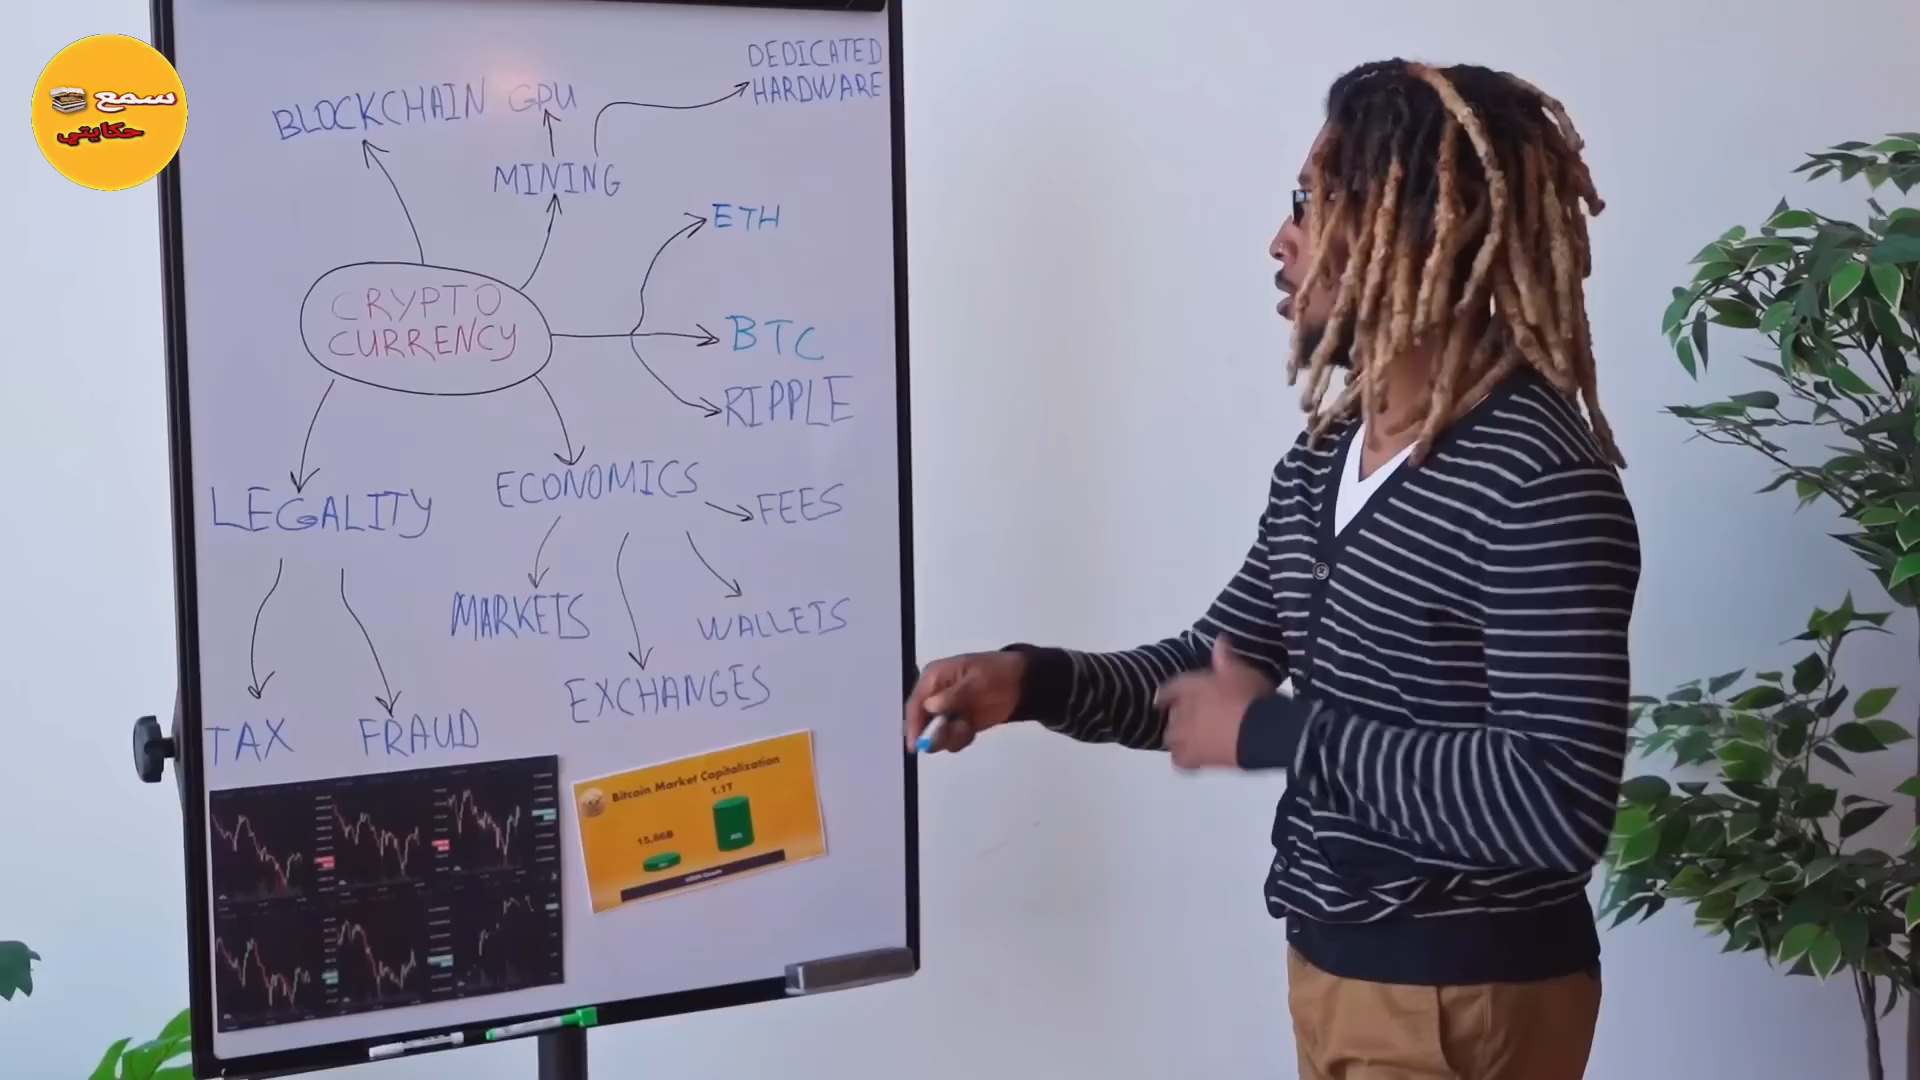 سمع
حكايتي
DEDICATED
HARDWARE
BLOCKCHAIN
GPU
MINING
ETH
CRYPTO
CURRENCY
BTC
RIPPLE
LEGALITY
ECONOMICS
FEES
MARKETS
WALLETS
EXCHANGES
TAX
FRAUD
Bitcoin Market Capitalization
1.1T
15.86B